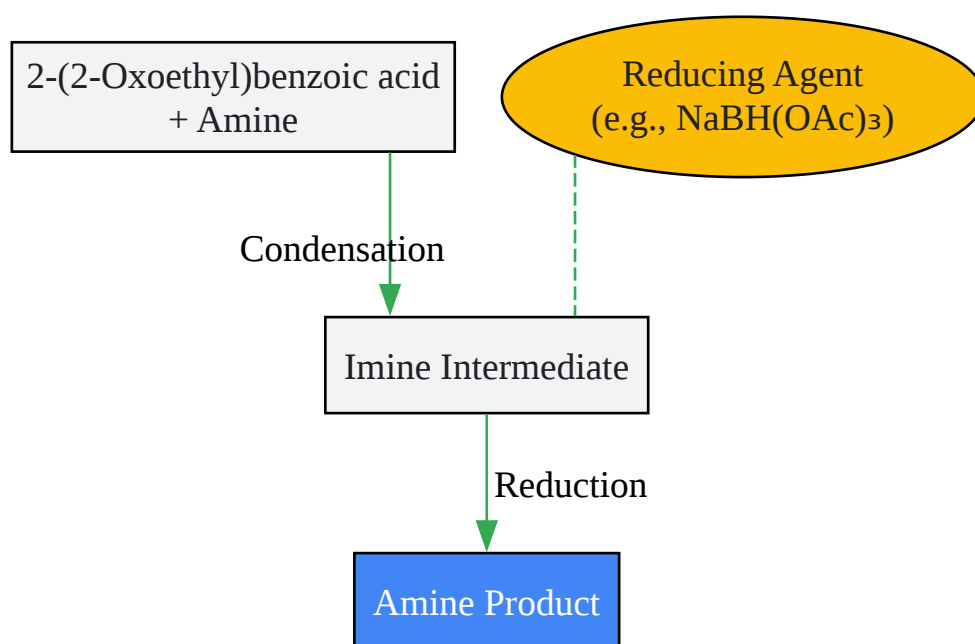 2-(2-Oxoethyl)benzoic acid
+ Amine
Reducing Agent
(e.g., NaBH(OAc)₃)
Condensation
Imine Intermediate
Reduction
Amine Product